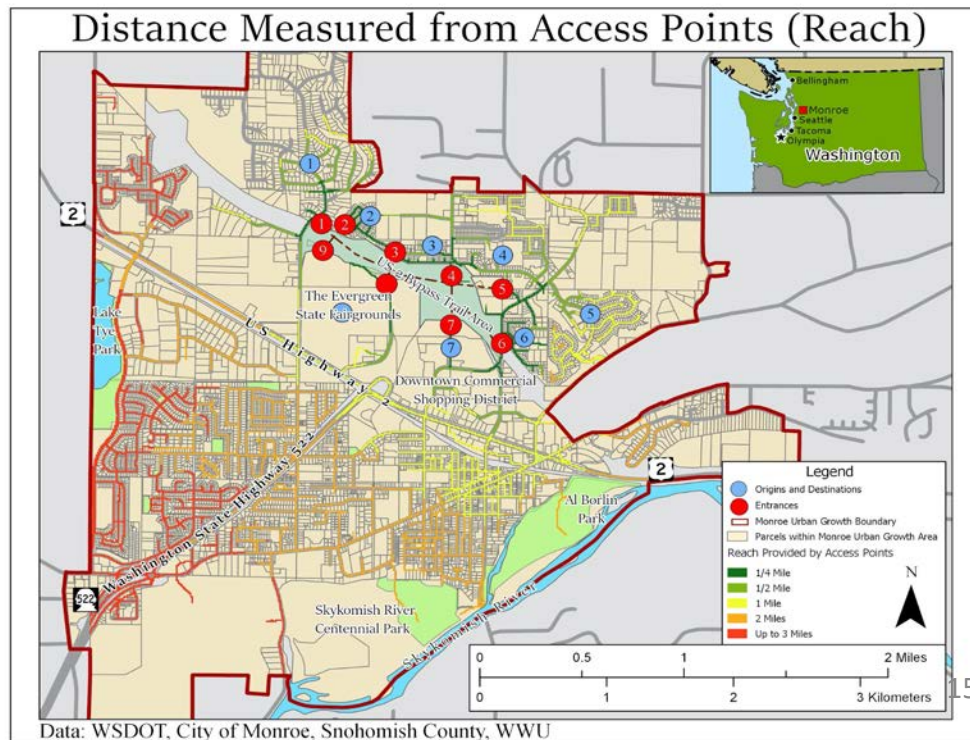 Distance Measured from Access Points (Reach)
Bellingham
Monroe
Seattle
Tacoma
Olympia
Washington
2
1
1
2
2
9
3
3
4
4
5
5
6
6
7
7
US 2 Bypass Trail Area
The Evergreen
State Fairgrounds
Lake
Tye
Park
US Highway 2
Downtown Commercial
Shopping District
Washington State Highway 522
2
Al Borlin
Park
522
Skykomish River
Centennial Park
Skykomish River
Legend
Origins and Destinations
Entrances
Monroe Urban Growth Boundary
Parcels within Monroe Urban Growth Area
Reach Provided by Access Points
1/4 Mile
1/2 Mile
1 Mile
2 Miles
Up to 3 Miles
N
0 0.5 1 2 Miles
0 1 2 3 Kilometers
15
Data: WSDOT, City of Monroe, Snohomish County, WWU